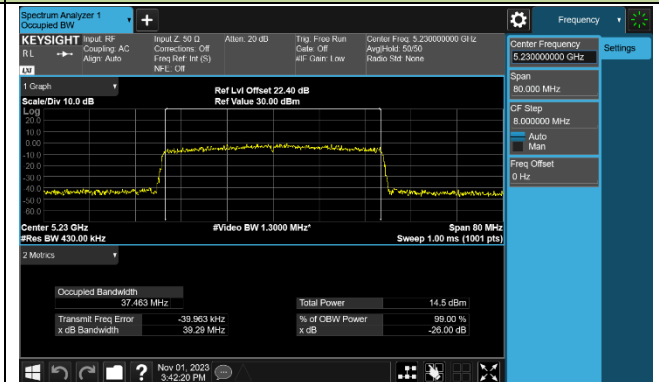 Spectrum Analyzer 1
Occupied BW
+
Frequency
KEYSIGHT
RL
LXI
Input: RF
Coupling: AC
Align: Auto
Input Z: 50 Ω
Corrections: Off
Freq Ref: Int (S)
NFE: Off
Atten: 20 dB
Trig: Free Run
Gate: Off
#IF Gain: Low
Center Freq: 5.230000000 GHz
Avg|Hold: 50/50
Radio Std: None
Center Frequency
5.230000000 GHz
Settings
Span
80.000 MHz
CF Step
8.000000 MHz
Auto
Man
Freq Offset
0 Hz
1 Graph
Scale/Div 10.0 dB
Ref Lvl Offset 22.40 dB
Ref Value 30.00 dBm
Log
20.0
10.0
0.00
-10.0
-20.0
-30.0
-40.0
-50.0
-60.0
Center 5.23 GHz
#Video BW 1.3000 MHz*
Span 80 MHz
#Res BW 430.00 kHz
Sweep 1.00 ms (1001 pts)
2 Metrics
Occupied Bandwidth
37.463 MHz
Total Power 14.5 dBm
Transmit Freq Error -39.963 kHz
% of OBW Power 99.00 %
x dB Bandwidth 39.29 MHz
x dB -26.00 dB
?
Nov 01, 2023
3:42:20 PM